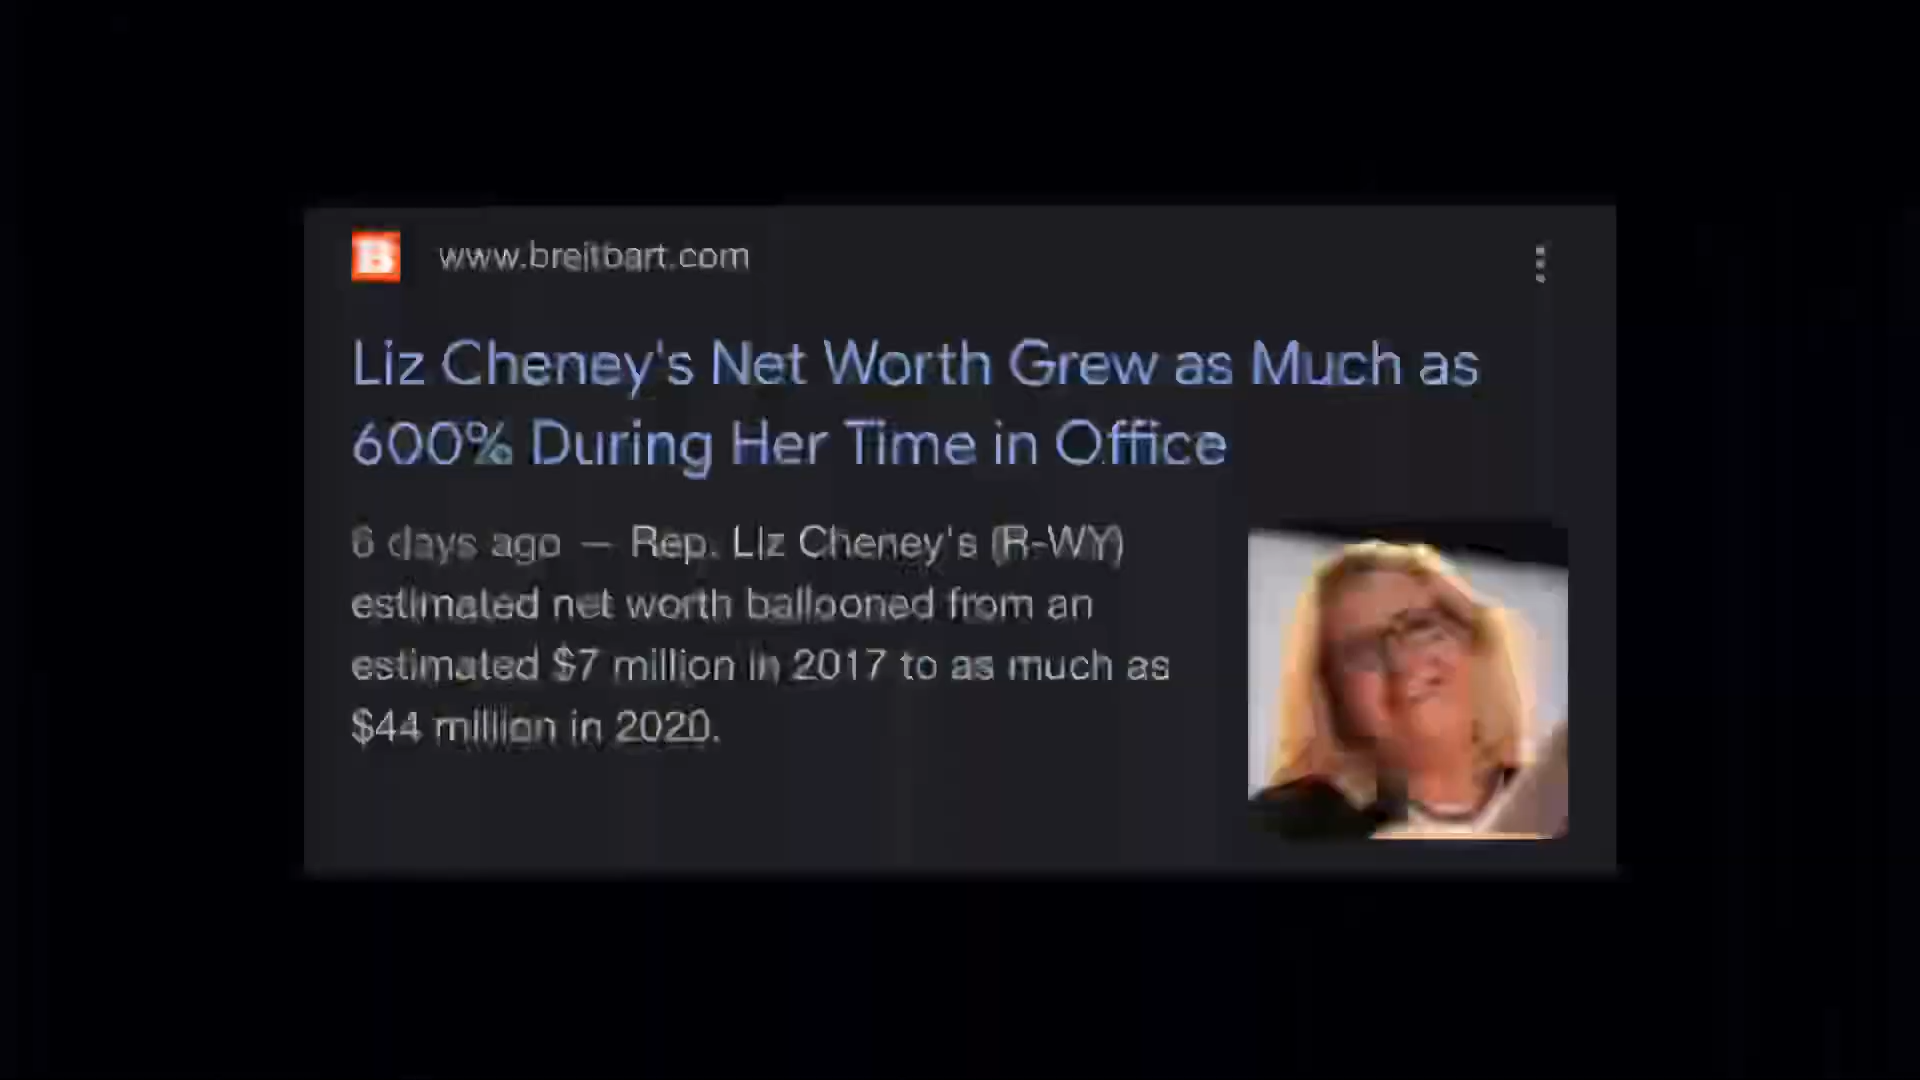 B www.breitbart.com
Liz Cheney's Net Worth Grew as Much as
600% During Her Time in Office
6 days ago — Rep. Liz Cheney's (R-WY)
estimated net worth ballooned from an
estimated $7 million in 2017 to as much as
$44 million in 2020.